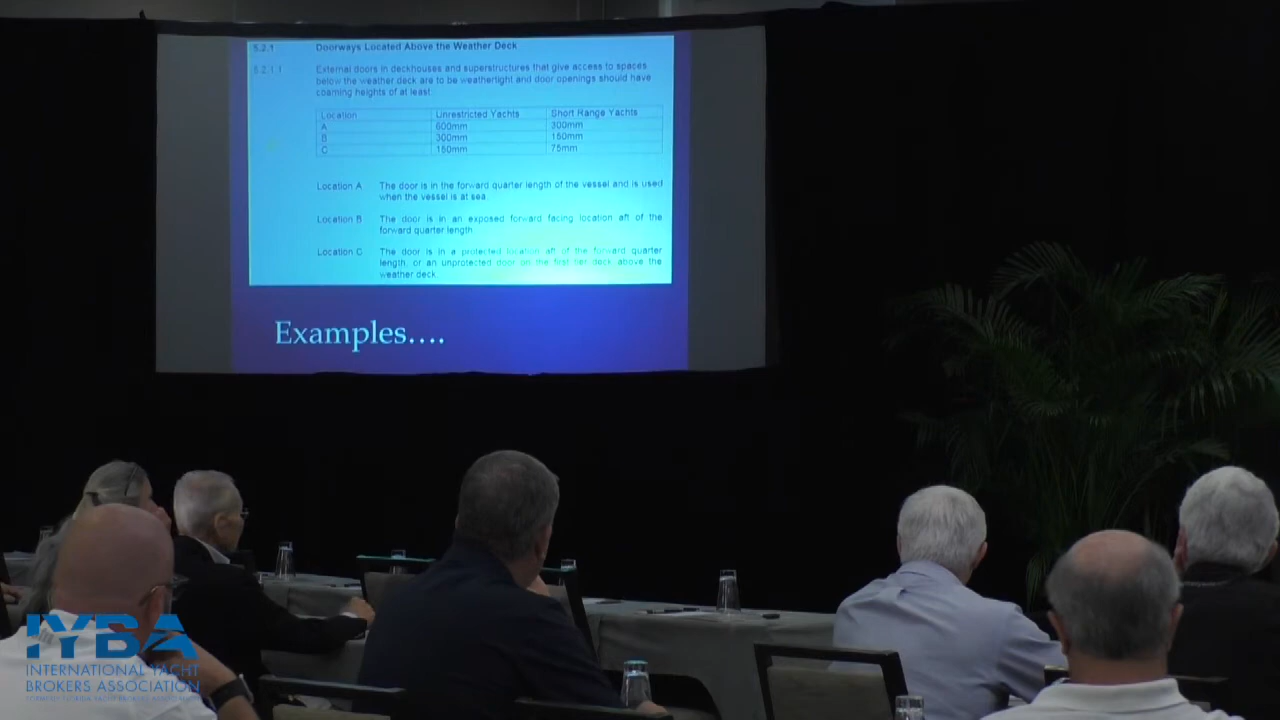 5.2.1 Doorways Located Above the Weather Deck
5.2.1.1 External doors in deckhouses and superstructures that give access to spaces
below the weather deck are to be weathertight and door openings should have
coaming heights of at least:
Location Unrestricted Yachts Short Range Yachts
A 600mm 300mm
B 300mm 150mm
C 150mm 75mm
Location A The door is in the forward quarter length of the vessel and is used
when the vessel is at sea.
Location B The door is in an exposed forward facing location aft of the
forward quarter length.
Location C The door is in a protected location aft of the forward quarter
length, or an unprotected door on the first tier deck above the
weather deck.
Examples....
IYBA
INTERNATIONAL YACHT
BROKERS ASSOCIATION
FORMERLY FLORIDA YACHT BROKERS ASSOCIATION